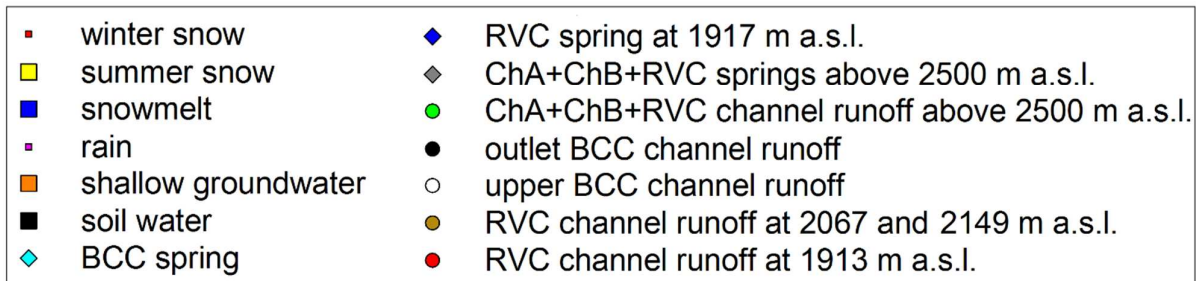 winter snow
summer snow
snowmelt
rain
shallow groundwater
soil water
BCC spring
RVC spring at 1917 m a.s.l.
ChA+ChB+RVC springs above 2500 m a.s.l.
ChA+ChB+RVC channel runoff above 2500 m a.s.l.
outlet BCC channel runoff
upper BCC channel runoff
RVC channel runoff at 2067 and 2149 m a.s.l.
RVC channel runoff at 1913 m a.s.l.